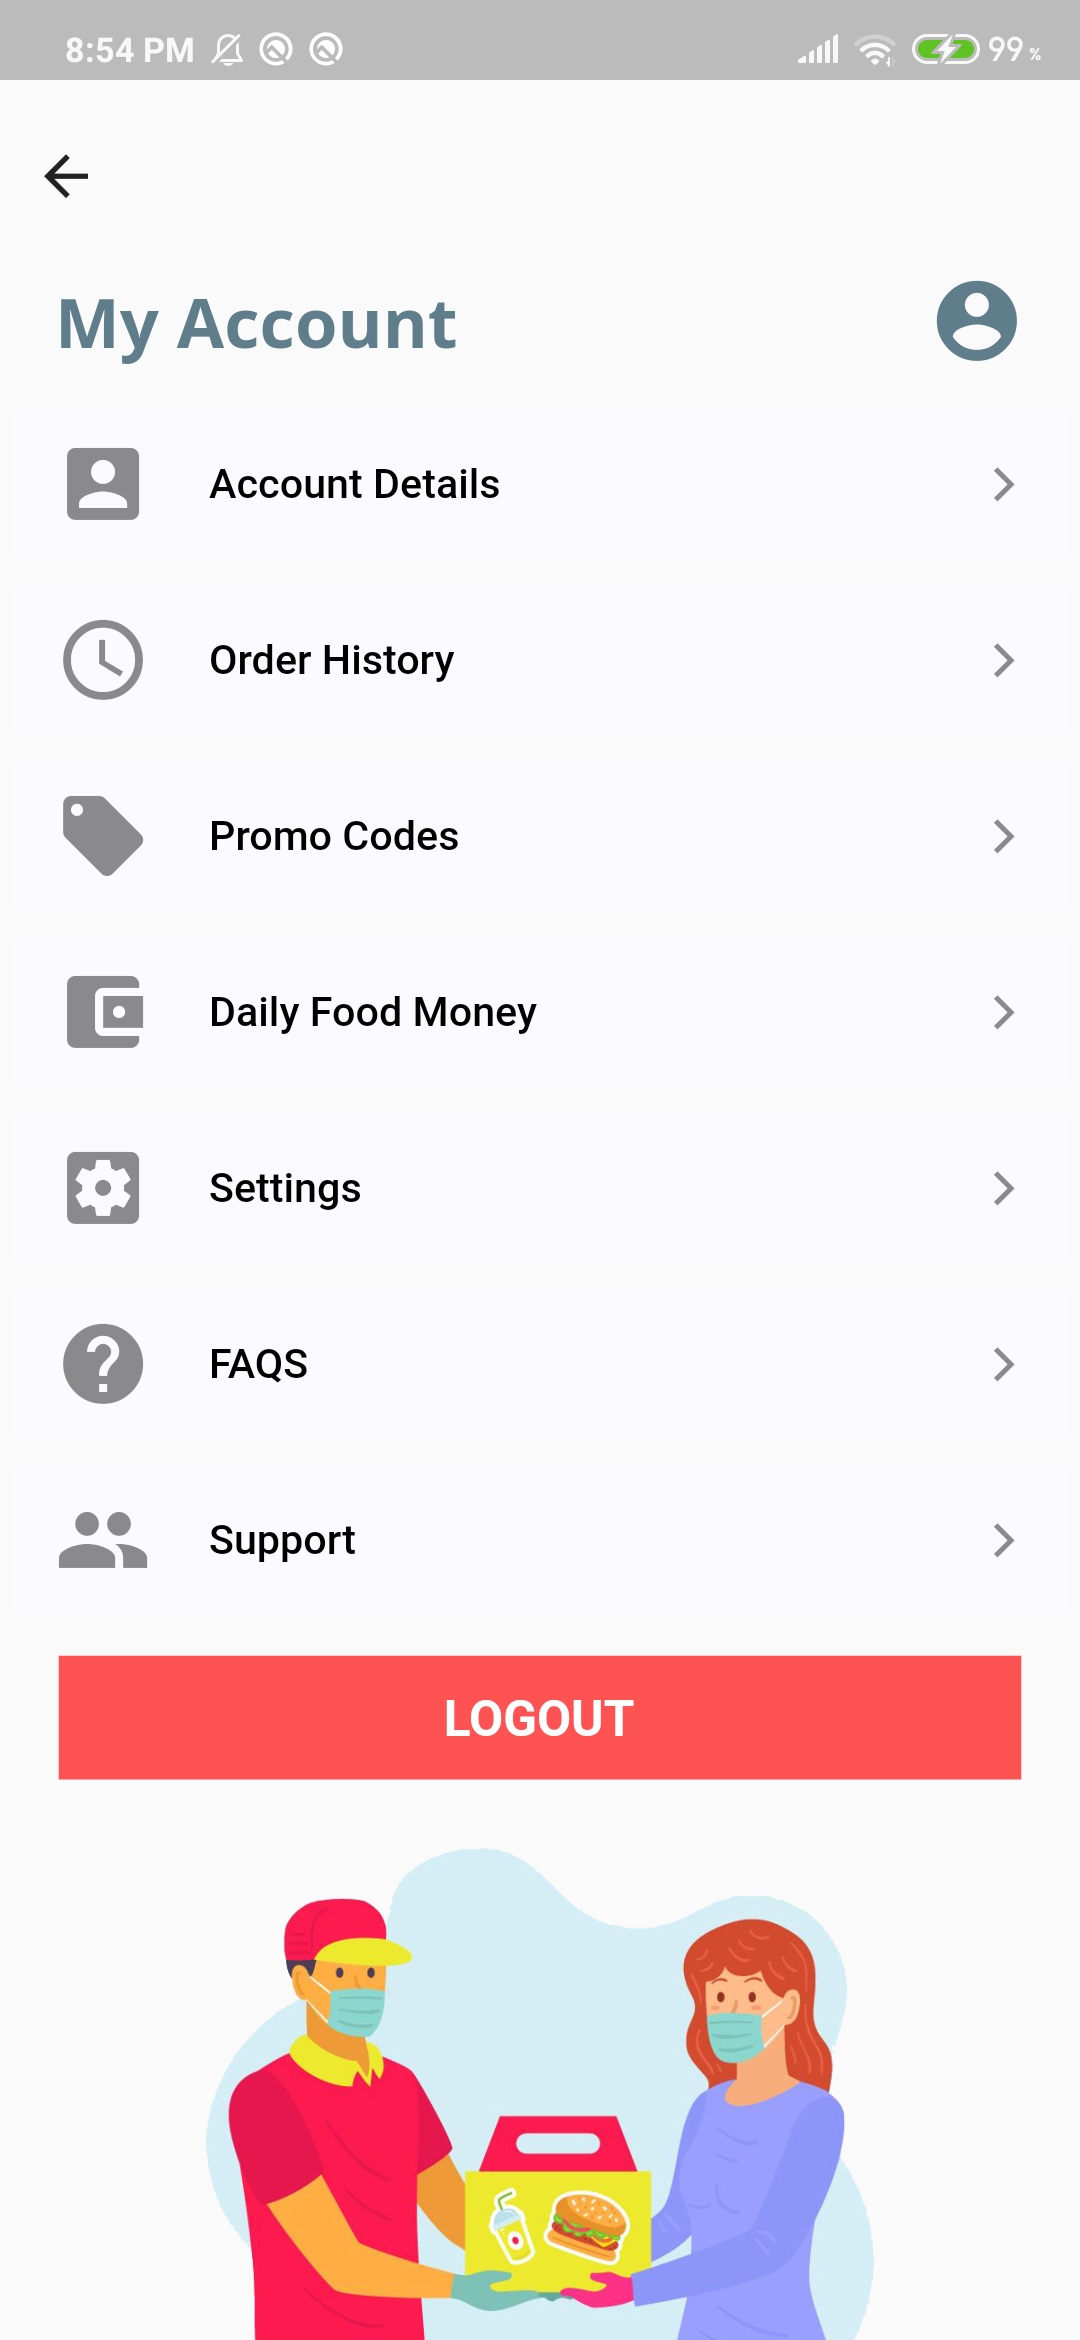 8:54 PM 99%
My Account
Account Details
Order History
Promo Codes
Daily Food Money
Settings
FAQS
Support
LOGOUT